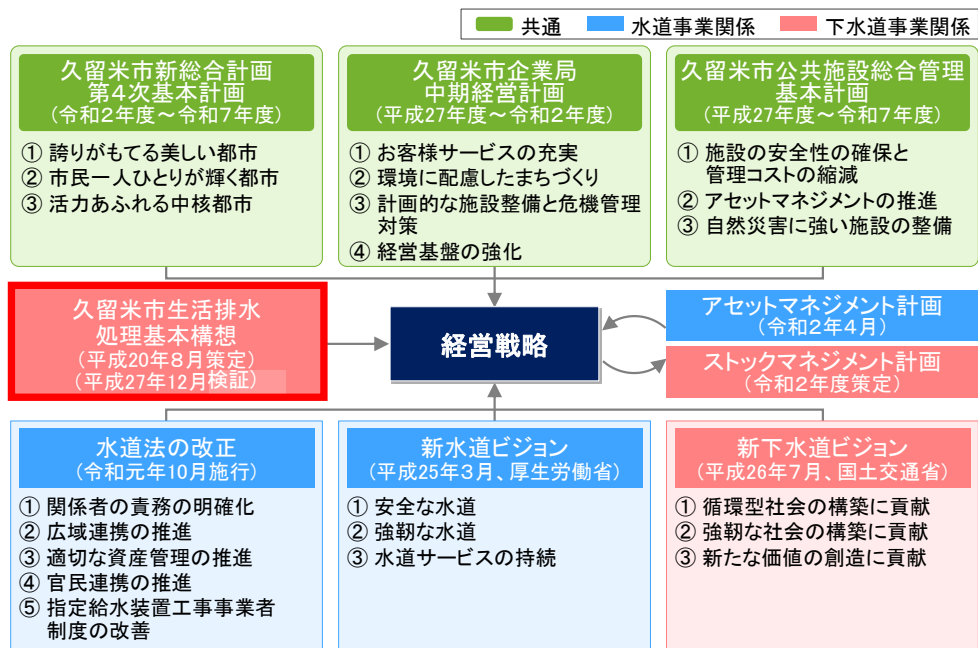 共通 水道事業関係 下水道事業関係
久留米市新総合計画
第4次基本計画
(令和2年度～令和7年度)
① 誇りがもてる美しい都市
② 市民一人ひとりが輝く都市
③ 活力あふれる中核都市
久留米市企業局
中期経営計画
(平成27年度～令和2年度)
① お客様サービスの充実
② 環境に配慮したまちづくり
③ 計画的な施設整備と危機管理
対策
④ 経営基盤の強化
久留米市公共施設総合管理
基本計画
(平成27年度～令和7年度)
① 施設の安全性の確保と
管理コストの縮減
② アセットマネジメントの推進
③ 自然災害に強い施設の整備
久留米市生活排水
処理基本構想
(平成20年8月策定)
(平成27年12月検証)
経営戦略
アセットマネジメント計画
(令和2年4月)
ストックマネジメント計画
(令和2年度策定)
水道法の改正
(令和元年10月施行)
① 関係者の責務の明確化
② 広域連携の推進
③ 適切な資産管理の推進
④ 官民連携の推進
⑤ 指定給水装置工事事業者
制度の改善
新水道ビジョン
(平成25年3月、厚生労働省)
① 安全な水道
② 強靭な水道
③ 水道サービスの持続
新下水道ビジョン
(平成26年7月、国土交通省)
① 循環型社会の構築に貢献
② 強靭な社会の構築に貢献
③ 新たな価値の創造に貢献